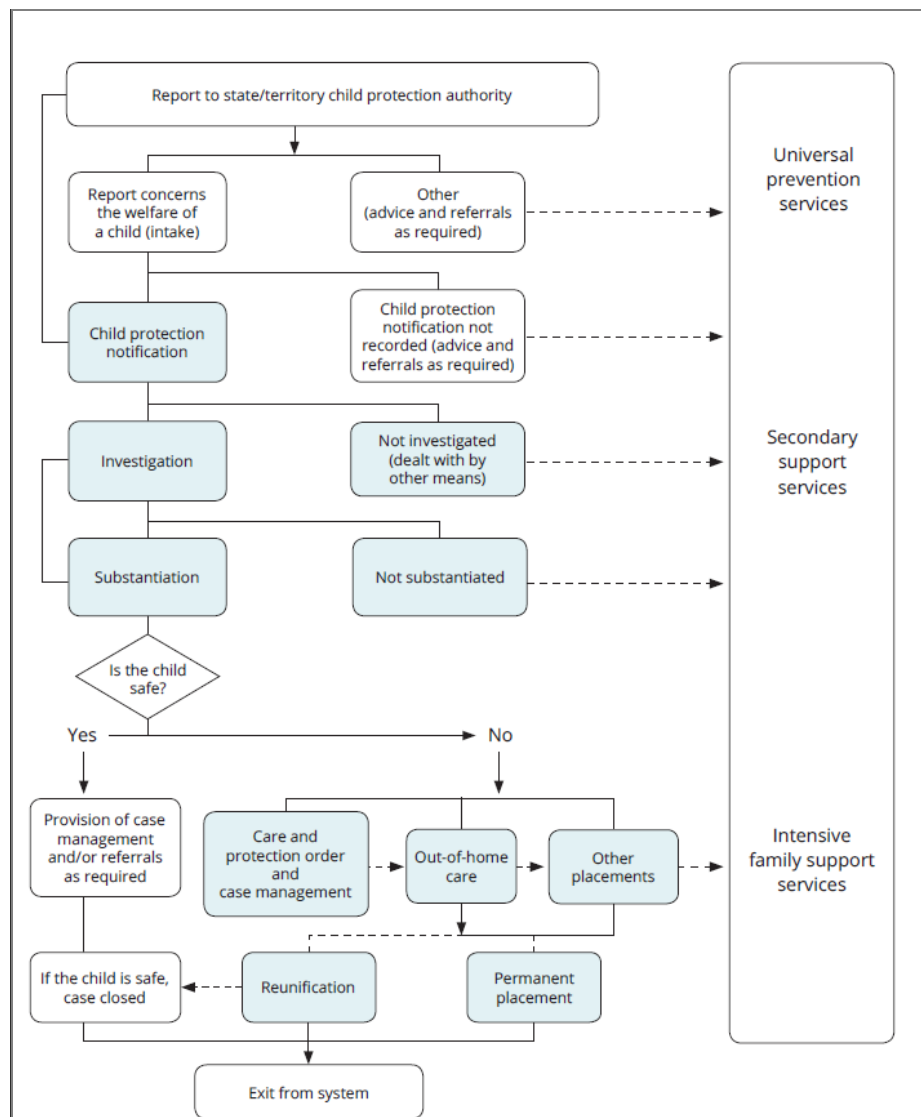 Report to state/territory child protection authority
Report concerns
the welfare of
a child (intake)
Other
(advice and referrals
as required)
Universal
prevention
services
Child protection
notification
Child protection
notification not
recorded (advice and
referrals as required)
Investigation
Not investigated
(dealt with by
other means)
Secondary
support
services
Substantiation
Not substantiated
Is the child
safe?
Yes
No
Provision of case
management
and/or referrals
as required
Care and
protection order
and
case management
Out-of-home
care
Other
placements
Intensive
family support
services
If the child is safe,
case closed
Reunification
Permanent
placement
Exit from system